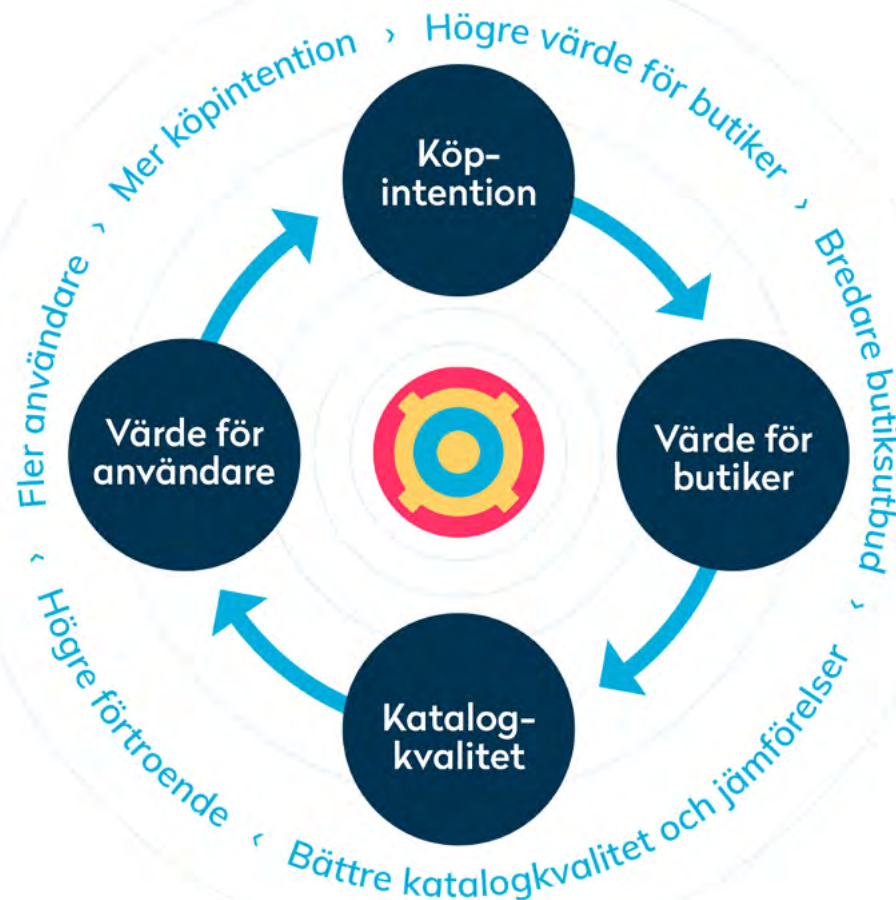 Fler användare › Mer köpintention › Högre värde för butiker › Bredare butiksutbud › Bättre katalogkvalitet och jämförelser › Högre förtroende ›
Köp-
intention
Värde för
butiker
Katalog-
kvalitet
Värde för
användare